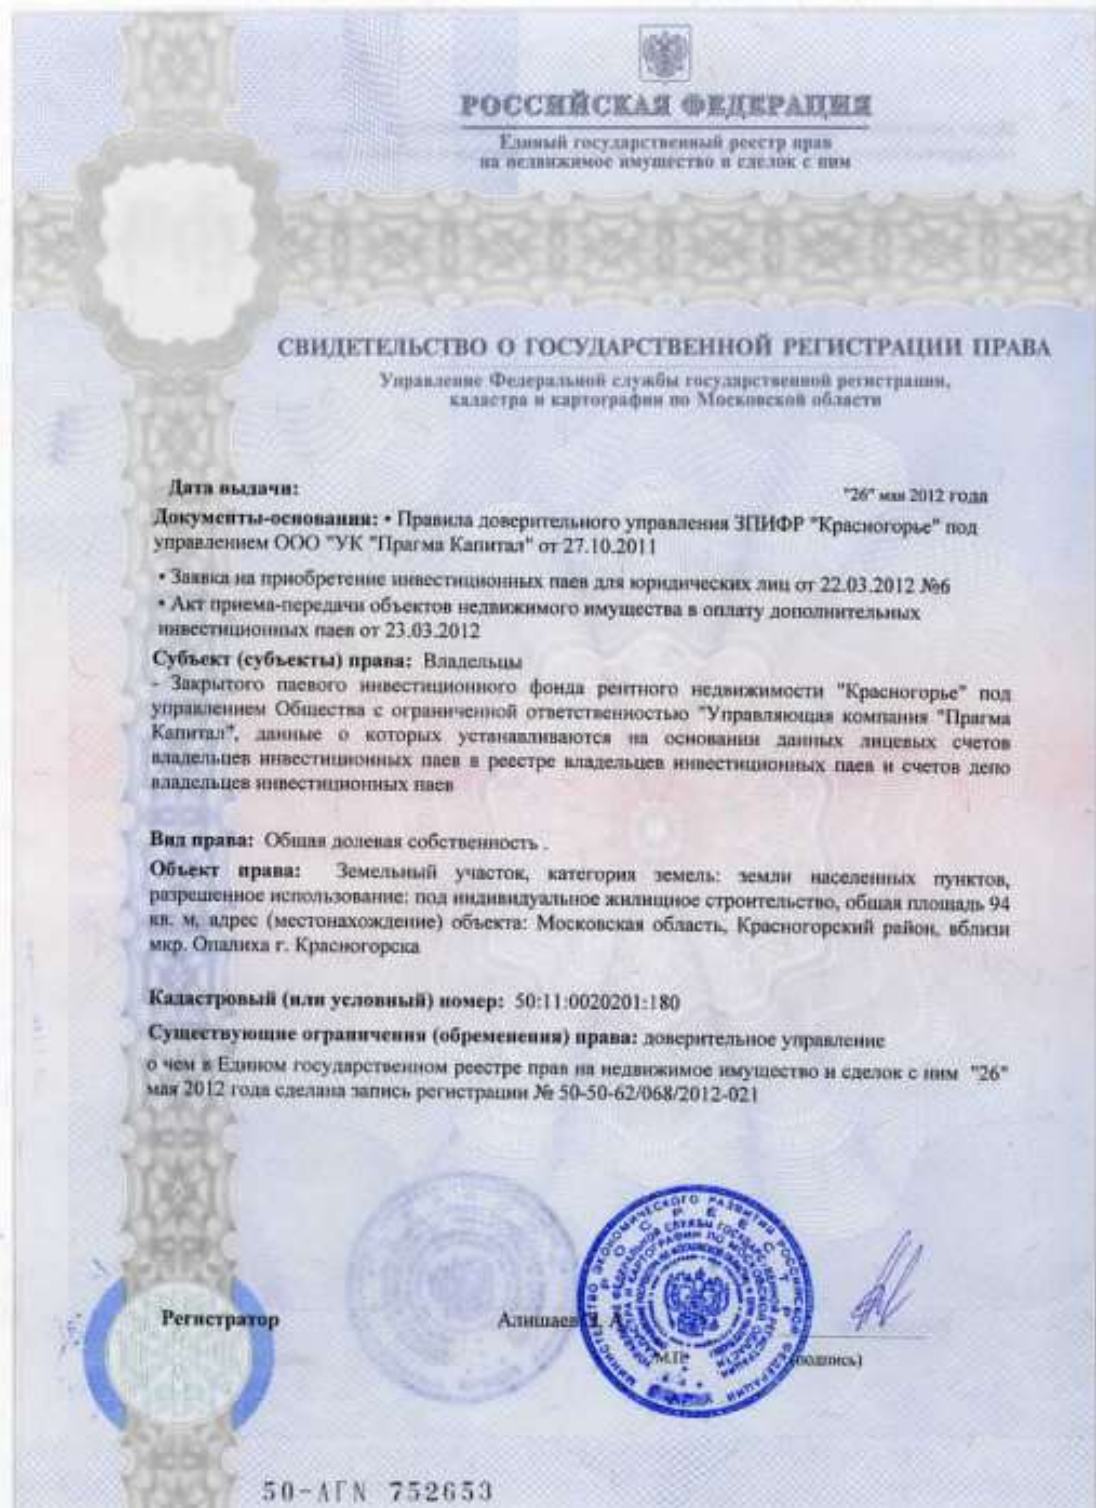 РОССИЙСКАЯ ФЕДЕРАЦИЯ
Единый государственный реестр прав
на недвижимое имущество и сделок с ним
СВИДЕТЕЛЬСТВО О ГОСУДАРСТВЕННОЙ РЕГИСТРАЦИИ ПРАВА
Управление Федеральной службы государственной регистрации,
кадастра и картографии по Московской области
Дата выдачи: "26" мая 2012 года
Документы-основания: • Правила доверительного управления ЗПИФР "Красногорье" под
управлением ООО "УК "Прагма Капитал" от 27.10.2011
• Заявка на приобретение инвестиционных паев для юридических лиц от 22.03.2012 №6
• Акт приема-передачи объектов недвижимого имущества в оплату дополнительных
инвестиционных паев от 23.03.2012
Субъект (субъекты) права: Владельцы
- Закрытого паевого инвестиционного фонда рентного недвижимости "Красногорье" под
управлением Общества с ограниченной ответственностью "Управляющая компания "Прагма
Капитал", данные о которых устанавливаются на основании данных лицевых счетов
владельцев инвестиционных паев в реестре владельцев инвестиционных паев и счетов депо
владельцев инвестиционных паев
Вид права: Общая долевая собственность .
Объект права: Земельный участок, категория земель: земли населенных пунктов,
разрешенное использование: под индивидуальное жилищное строительство, общая площадь 94
кв. м, адрес (местонахождение) объекта: Московская область, Красногорский район, вблизи
мкр. Опалиха г. Красногорска
Кадастровый (или условный) номер: 50:11:0020201:180
Существующие ограничения (обременения) права: доверительное управление
о чем в Едином государственном реестре прав на недвижимое имущество и сделок с ним "26"
мая 2012 года сделана запись регистрации № 50-50-62/068/2012-021
МИНИСТЕРСТВО ЭКОНОМИЧЕСКОГО РАЗВИТИЯ РОССИЙСКОЙ ФЕДЕРАЦИИ
РОСРЕЕСТР
Регистратор Алишаев А.
М.П. (подпись)
50-АГN 752653